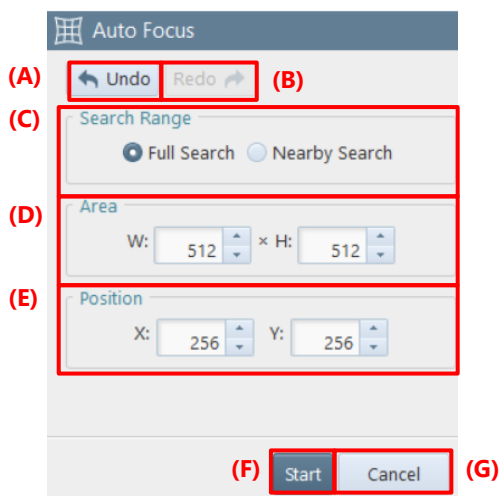 Auto Focus
(A) Undo Redo (B)
(C) Search Range
Full Search Nearby Search
(D) Area
W: 512 × H: 512
(E) Position
X: 256 Y: 256
(F) Start Cancel (G)